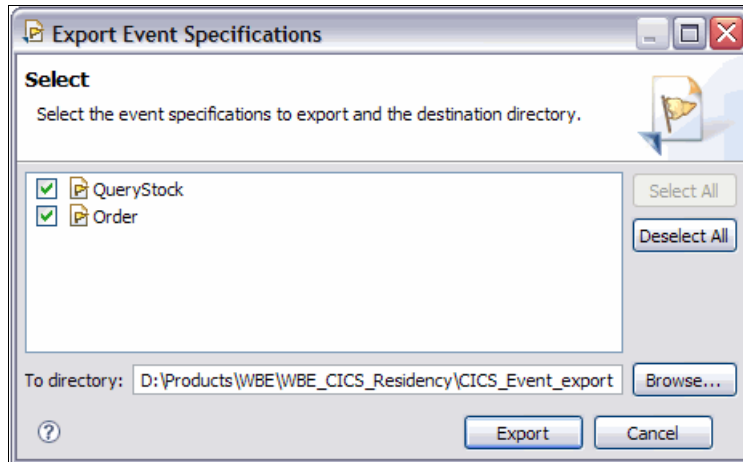 Export Event Specifications
Select
Select the event specifications to export and the destination directory.
QueryStock
Select All
Order
Deselect All
To directory: D:\Products\WBE\WBE_CICS_Residency\CICS_Event_export Browse...
? Export Cancel